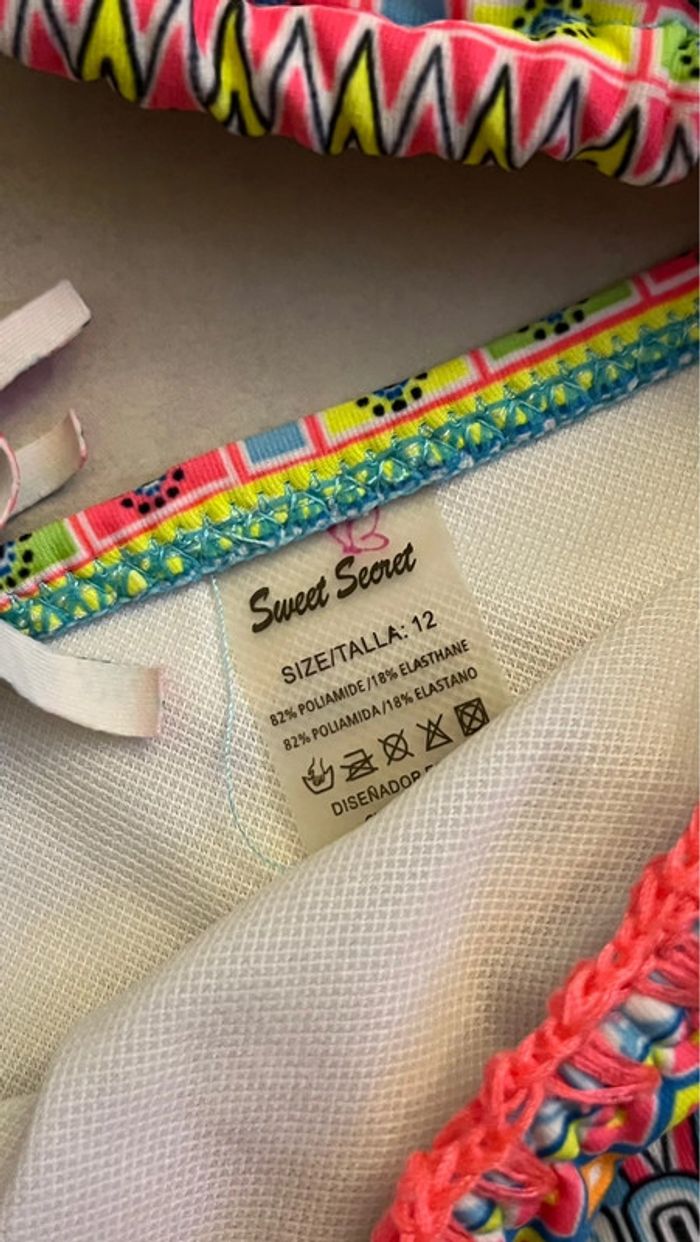 Sweet Secret
SIZE/TALLA: 12
82% POLIAMIDE/18% ELASTHANE
82% POLIAMIDA/18% ELASTANO
DISEÑADOR